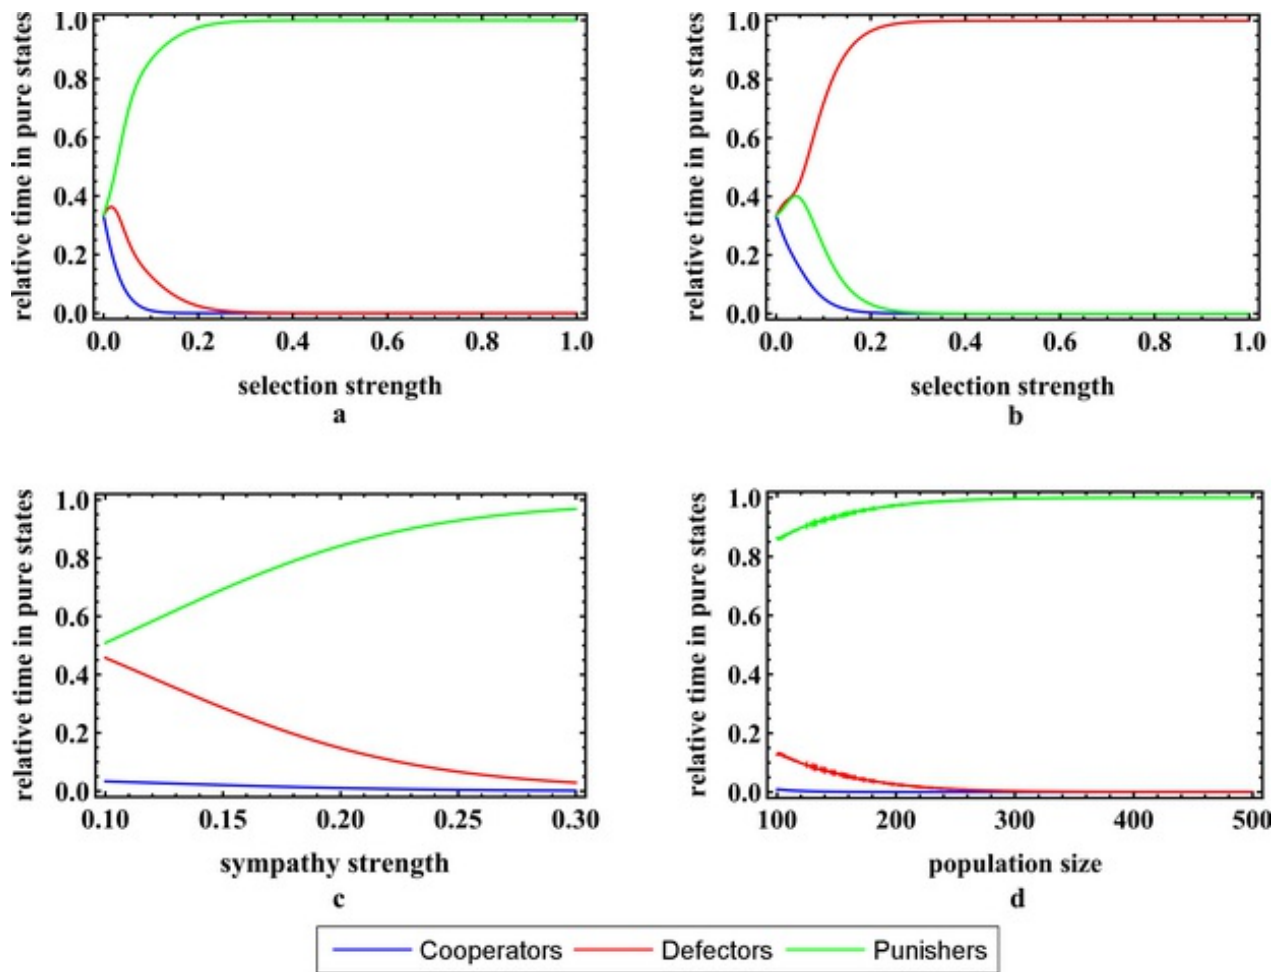 relative time in pure states
1.0
0.8
0.6
0.4
0.2
0.0
0.0 0.2 0.4 0.6 0.8 1.0
selection strength
a
relative time in pure states
1.0
0.8
0.6
0.4
0.2
0.0
0.0 0.2 0.4 0.6 0.8 1.0
selection strength
b
relative time in pure states
1.0
0.8
0.6
0.4
0.2
0.0
0.10 0.15 0.20 0.25 0.30
sympathy strength
c
relative time in pure states
1.0
0.8
0.6
0.4
0.2
0.0
100 200 300 400 500
population size
d
Cooperators Defectors Punishers